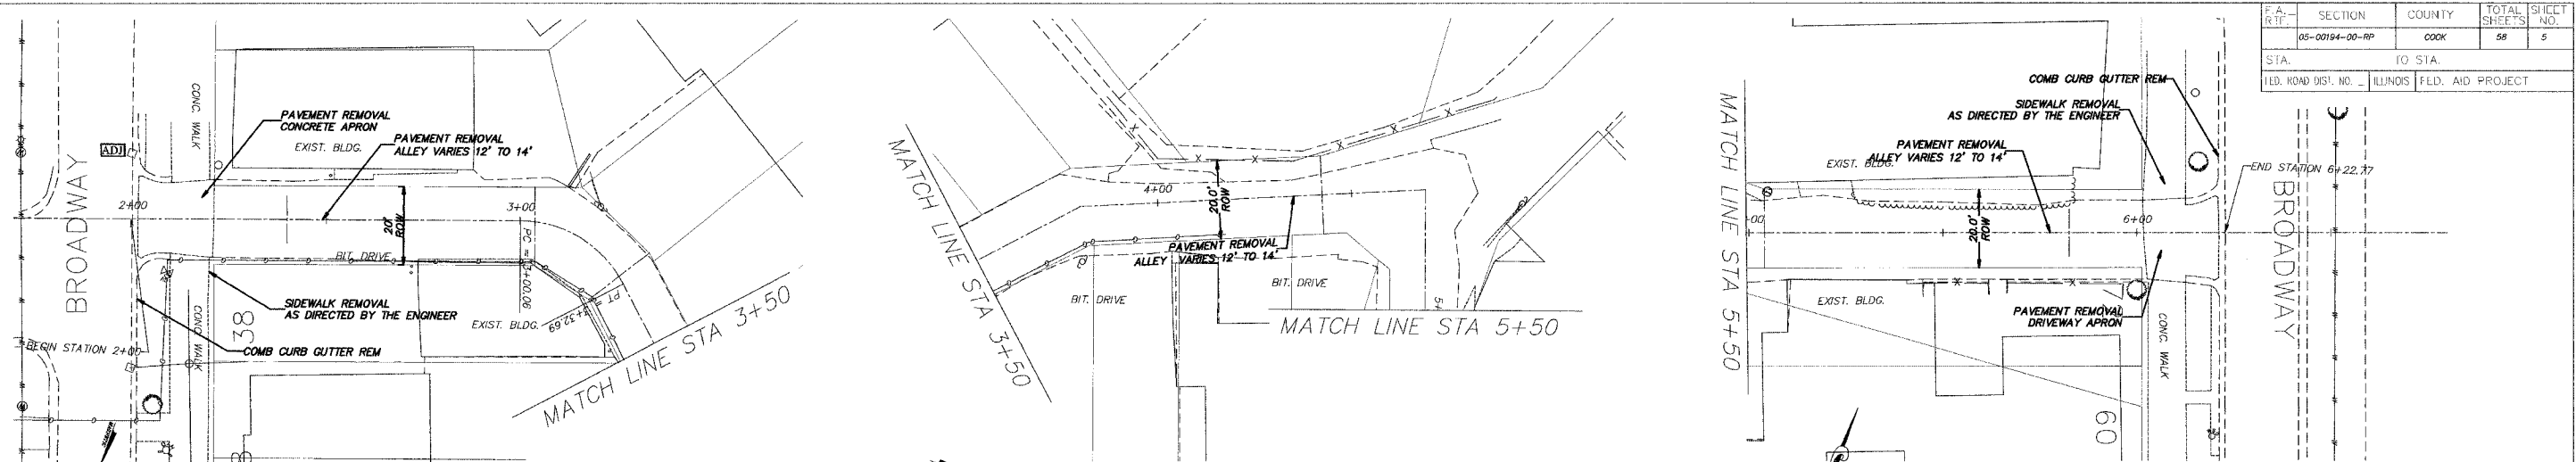 F.A. RTE.
SECTION
COUNTY
TOTAL SHEETS
SHEET NO.
05-00194-00-RP
COOK
58
5
STA.
TO STA.
FED. ROAD DIST. NO. _
ILLINOIS
FED. AID PROJECT
BROADWAY
ADJ
CONC. WALK
PAVEMENT REMOVAL
CONCRETE APRON
EXIST. BLDG.
PAVEMENT REMOVAL
ALLEY VARIES 12' TO 14'
2+00
20'
ROW
3+00
PC = 3+00.06
BIT. DRIVE
PT = 3+32.69
SIDEWALK REMOVAL
AS DIRECTED BY THE ENGINEER
EXIST. BLDG.
38
CONC. WALK
BEGIN STATION 2+00
COMB CURB GUTTER REM
MATCH LINE STA 3+50
MATCH LINE STA 3+50
4+00
20.0'
ROW
PAVEMENT REMOVAL
ALLEY VARIES 12' TO 14'
BIT. DRIVE
BIT. DRIVE
5+
MATCH LINE STA 5+50
MATCH LINE STA 5+50
COMB CURB GUTTER REM
SIDEWALK REMOVAL
AS DIRECTED BY THE ENGINEER
PAVEMENT REMOVAL
ALLEY VARIES 12' TO 14'
EXIST. BLDG.
END STATION 6+22.77
+00
20.0'
ROW
6+00
BROADWAY
EXIST. BLDG.
PAVEMENT REMOVAL
DRIVEWAY APRON
CONC. WALK
60